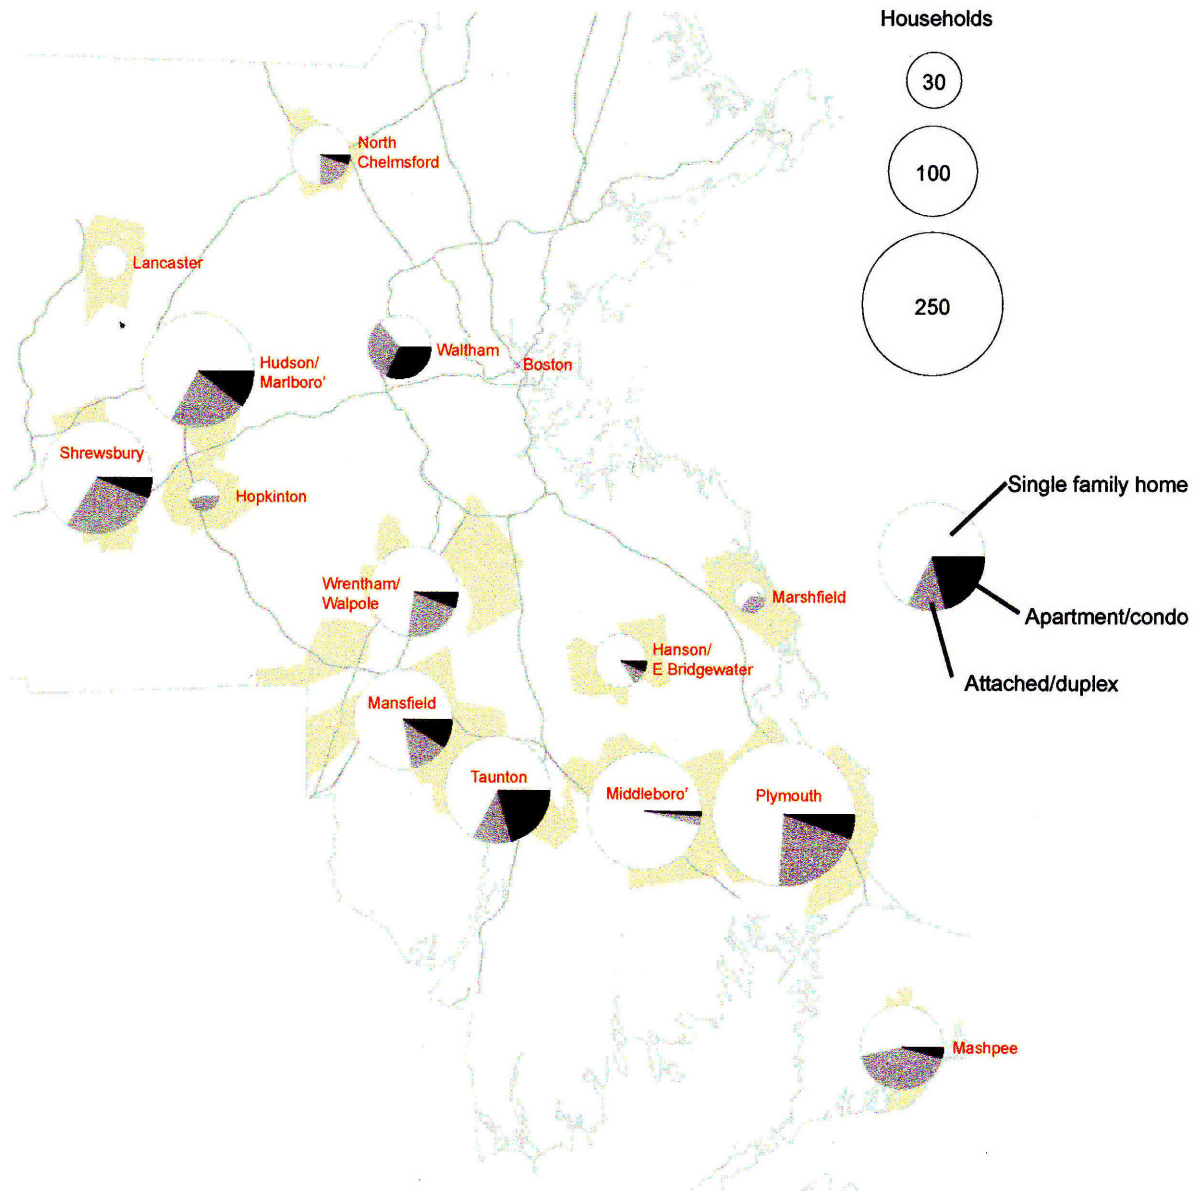 Households
30
100
250
North
Chelmsford
Lancaster
Hudson/
Marlboro'
Waltham
Boston
Shrewsbury
Hopkinton
Single family home
Wrentham/
Walpole
Marshfield
Apartment/condo
Hanson/
E Bridgewater
Attached/duplex
Mansfield
Taunton
Middleboro'
Plymouth
Mashpee